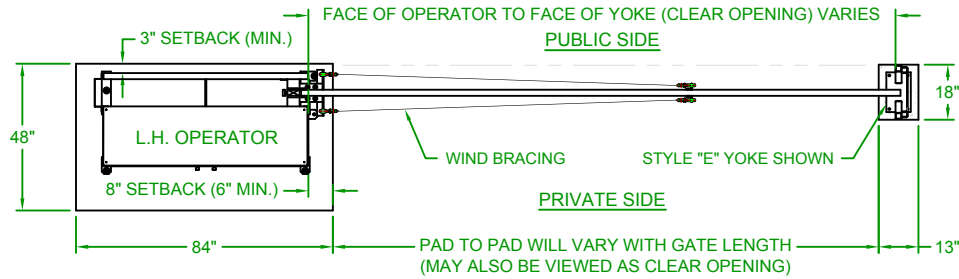 FACE OF OPERATOR TO FACE OF YOKE (CLEAR OPENING) VARIES
3" SETBACK (MIN.)
PUBLIC SIDE
48"
18"
L.H. OPERATOR
WIND BRACING
STYLE "E" YOKE SHOWN
8" SETBACK (6" MIN.)
PRIVATE SIDE
84"
PAD TO PAD WILL VARY WITH GATE LENGTH
13"
(MAY ALSO BE VIEWED AS CLEAR OPENING)